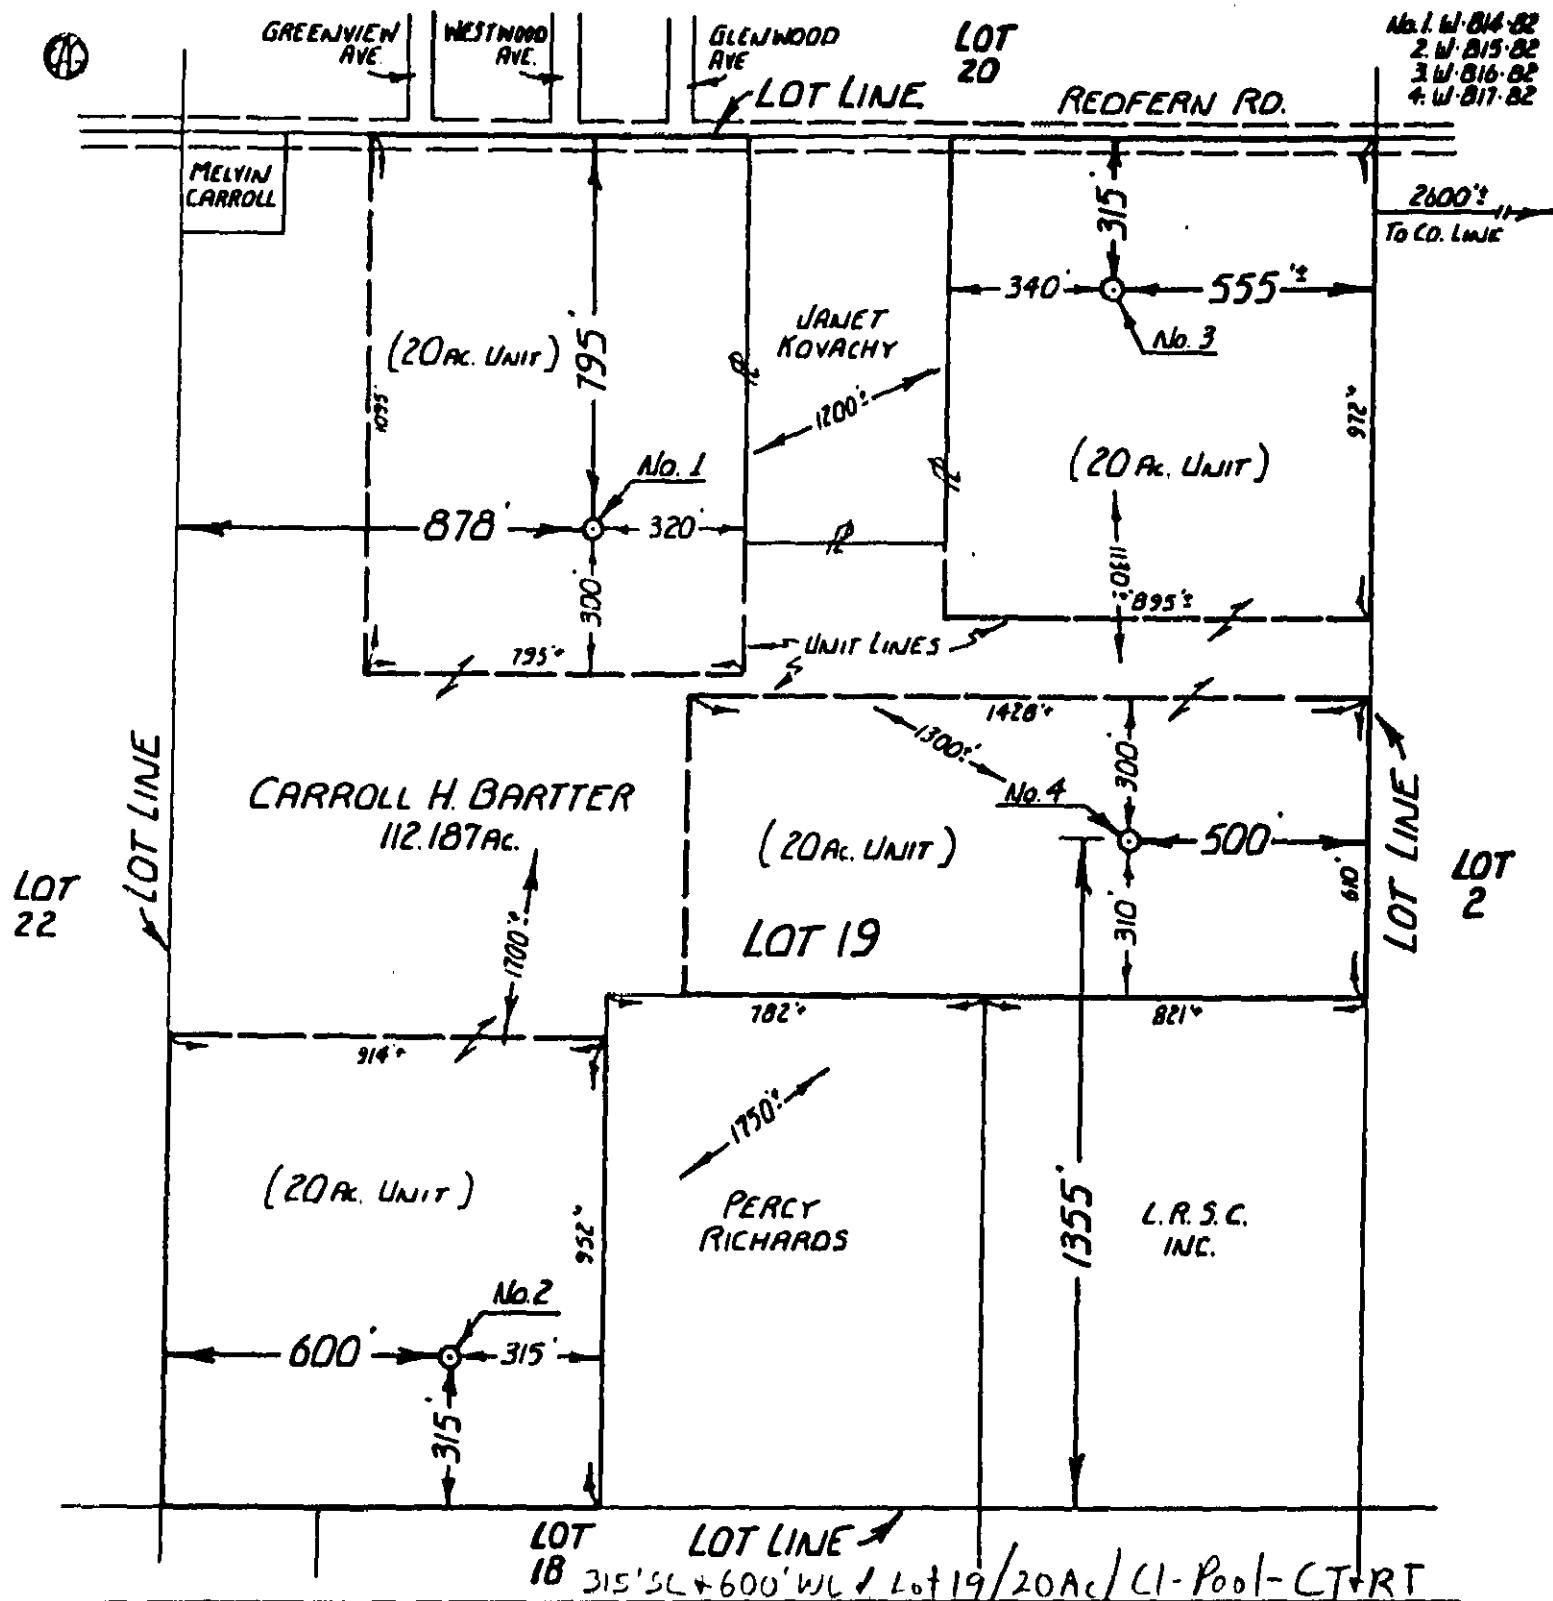 GREENVIEW
AVE.
WESTWOOD
AVE.
GLENWOOD
AVE
LOT
20
No.1. W-814-82
2. W-815-82
3. W-816-82
4. W-817-82
LOT LINE
REDFERN RD.
MELVIN
CARROLL
2600'±
TO CO. LINE
315'
340'
555'±
No. 3
JANET
KOVACHY
(20 AC. UNIT)
795'
1095'
1200'±
972'±
(20 AC. UNIT)
No. 1
878'
320'
300'
1130'±
895'±
795'±
UNIT LINES
1428'±
1300'±
300'
No. 4
LOT LINE
CARROLL H. BARTTER
112.187 AC.
(20 AC. UNIT)
500'
610'
LOT LINE
LOT
2
LOT
22
1700'±
LOT 19
310'
782'±
821'±
914'±
1750'±
(20 AC. UNIT)
952'±
PERCY
RICHARDS
1355'
L.R.S.C.
INC.
No. 2
600'
315'
315'
LOT
18
LOT LINE
315' SL + 600' WL Lot 19/20Ac/Cl-Pool-CT+RT